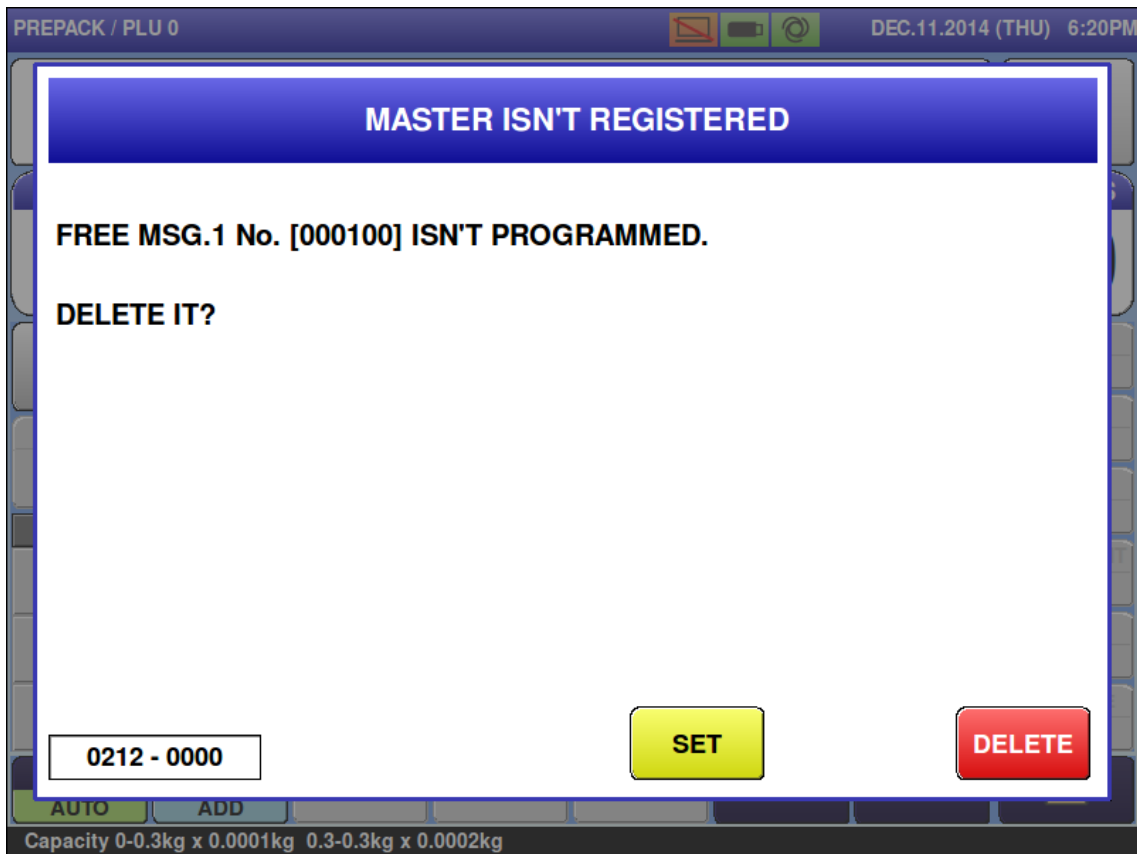 PREPACK / PLU 0 DEC.11.2014 (THU) 6:20PM
MASTER ISN'T REGISTERED
FREE MSG.1 No. [000100] ISN'T PROGRAMMED.
DELETE IT?
0212 - 0000 SET DELETE
AUTO ADD
Capacity 0-0.3kg x 0.0001kg 0.3-0.3kg x 0.0002kg